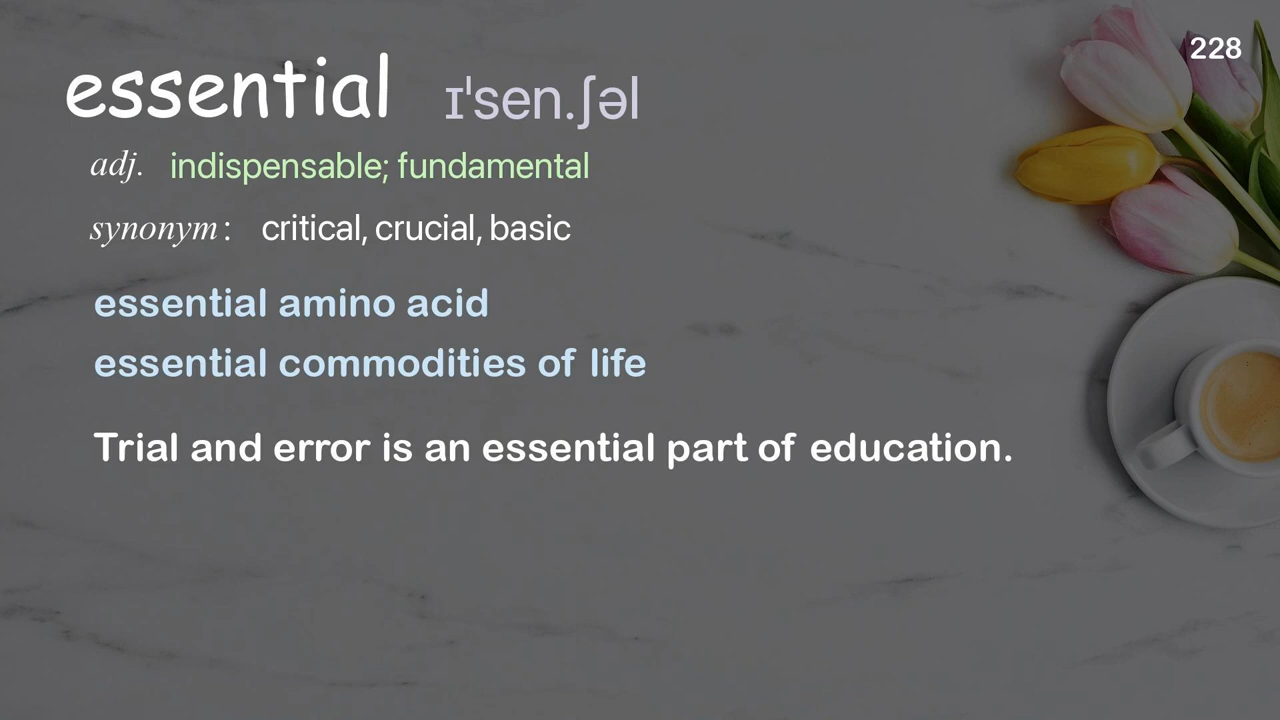 228
essential ɪˈsen.ʃəl
adj. indispensable; fundamental
synonym: critical, crucial, basic
essential amino acid
essential commodities of life
Trial and error is an essential part of education.